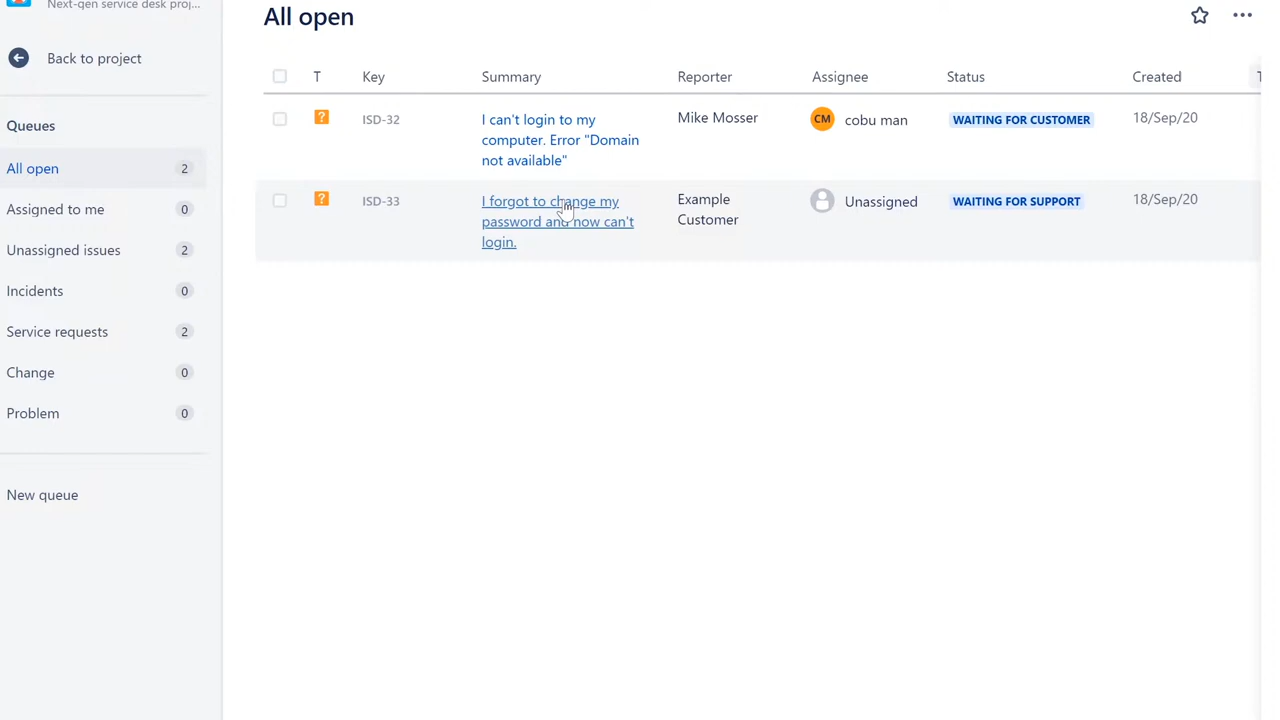 Next-gen service desk proj...
All open
Back to project
T Key Summary Reporter Assignee Status Created T
Queues
ISD-32 I can't login to my computer. Error "Domain not available" Mike Mosser CM cobu man WAITING FOR CUSTOMER 18/Sep/20
All open 2
ISD-33 I forgot to change my password and now can't login. Example Customer Unassigned WAITING FOR SUPPORT 18/Sep/20
Assigned to me 0
Unassigned issues 2
Incidents 0
Service requests 2
Change 0
Problem 0
New queue